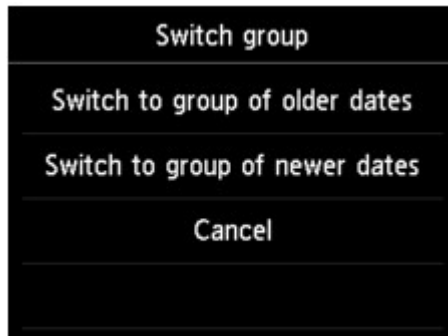 Switch group
Switch to group of older dates
Switch to group of newer dates
Cancel